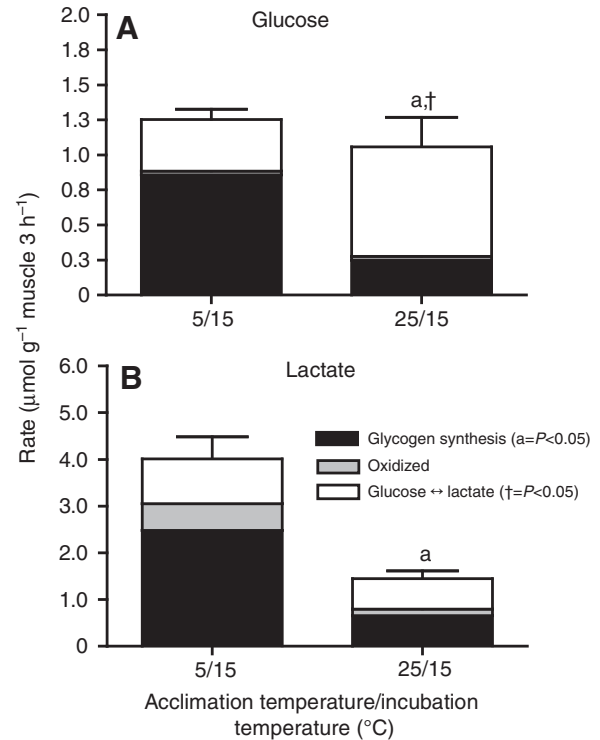 A
Glucose
2.0
1.8
1.5
1.3
1.0
0.8
0.5
0.3
0
a,†
5/15
25/15
Rate (μmol g⁻¹ muscle 3 h⁻¹)
B
Lactate
6.0
5.0
4.0
3.0
2.0
1.0
0
Glycogen synthesis (a=P<0.05)
Oxidized
Glucose ↔ lactate (†=P<0.05)
a
5/15
25/15
Acclimation temperature/incubation
temperature (°C)